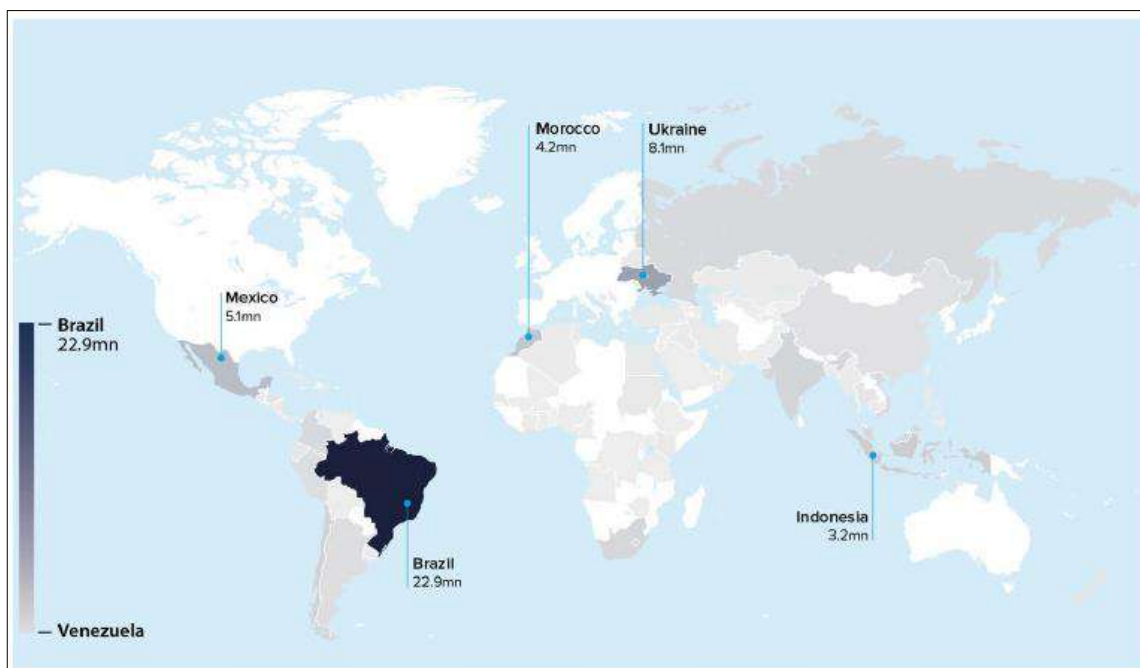 Morocco
4.2mn
Ukraine
8.1mn
Mexico
5.1mn
Brazil
22.9mn
Indonesia
3.2mn
Brazil
22.9mn
Venezuela